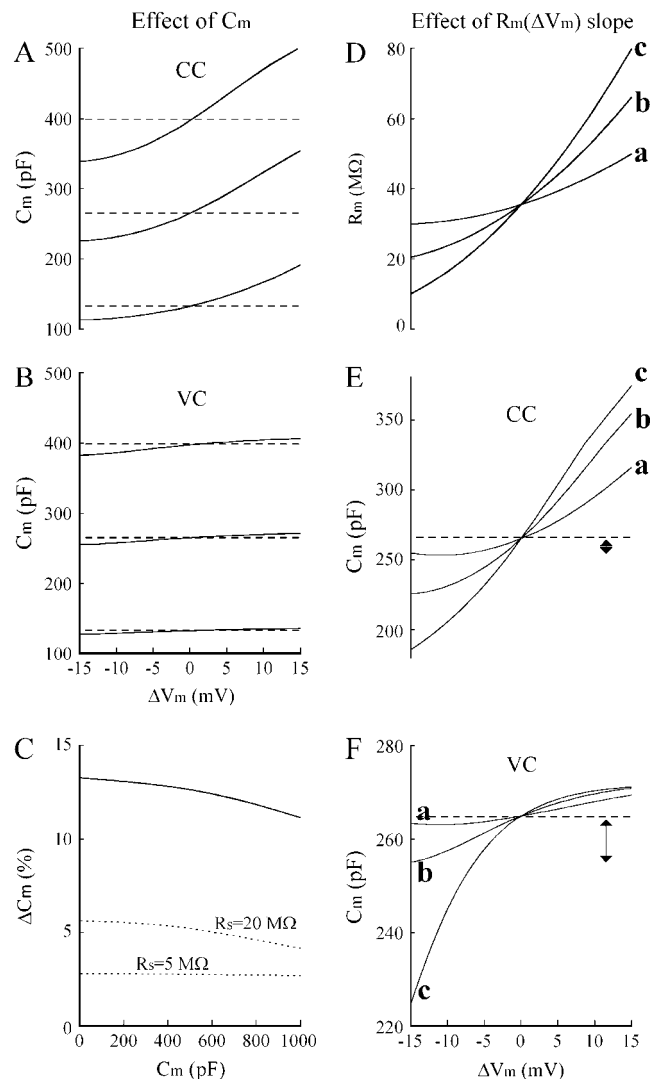 Effect of Cm
Effect of Rm(ΔVm) slope
A
CC
500
400
300
200
100
Cm (pF)
D
80
60
40
20
0
Rm (MΩ)
c
b
a
B
VC
500
400
300
200
100
Cm (pF)
-15 -10 -5 0 5 10 15
ΔVm (mV)
E
CC
350
300
250
200
Cm (pF)
c
b
a
C
15
10
5
0
ΔCm (%)
Rs=20 MΩ
Rs=5 MΩ
0 200 400 600 800 1000
Cm (pF)
F
VC
280
260
240
220
Cm (pF)
a
b
c
-15 -10 -5 0 5 10 15
ΔVm (mV)